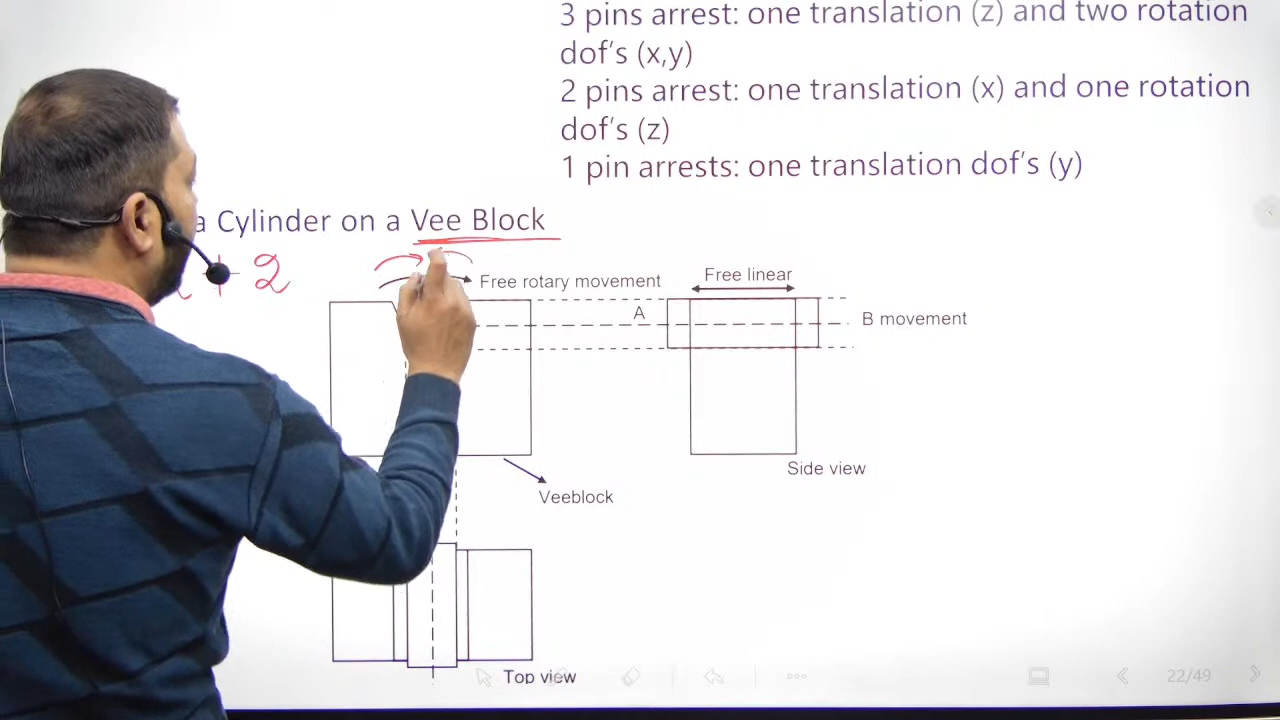 3 pins arrest: one translation (z) and two rotation
dof's (x,y)
2 pins arrest: one translation (x) and one rotation
dof's (z)
1 pin arrests: one translation dof's (y)
a Cylinder on a Vee Block
+ 2
Free rotary movement
Free linear
A
B movement
Side view
Veeblock
Top view
22/49